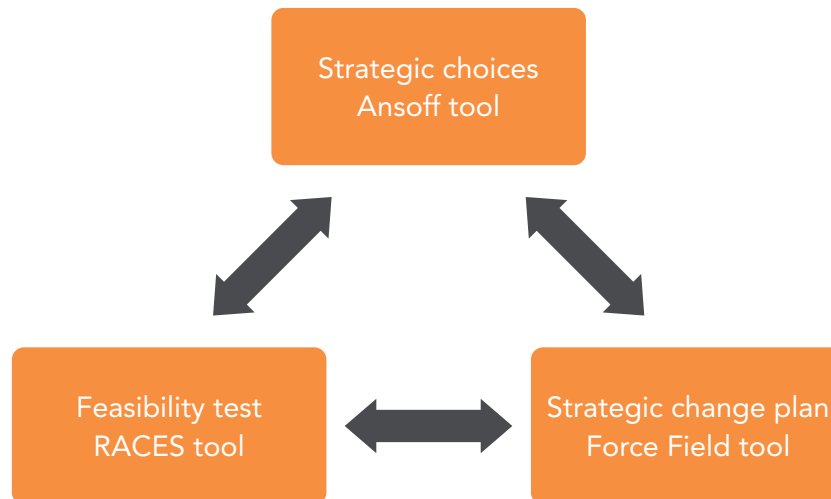 Strategic choices
Ansoff tool
Feasibility test
RACES tool
Strategic change plan
Force Field tool